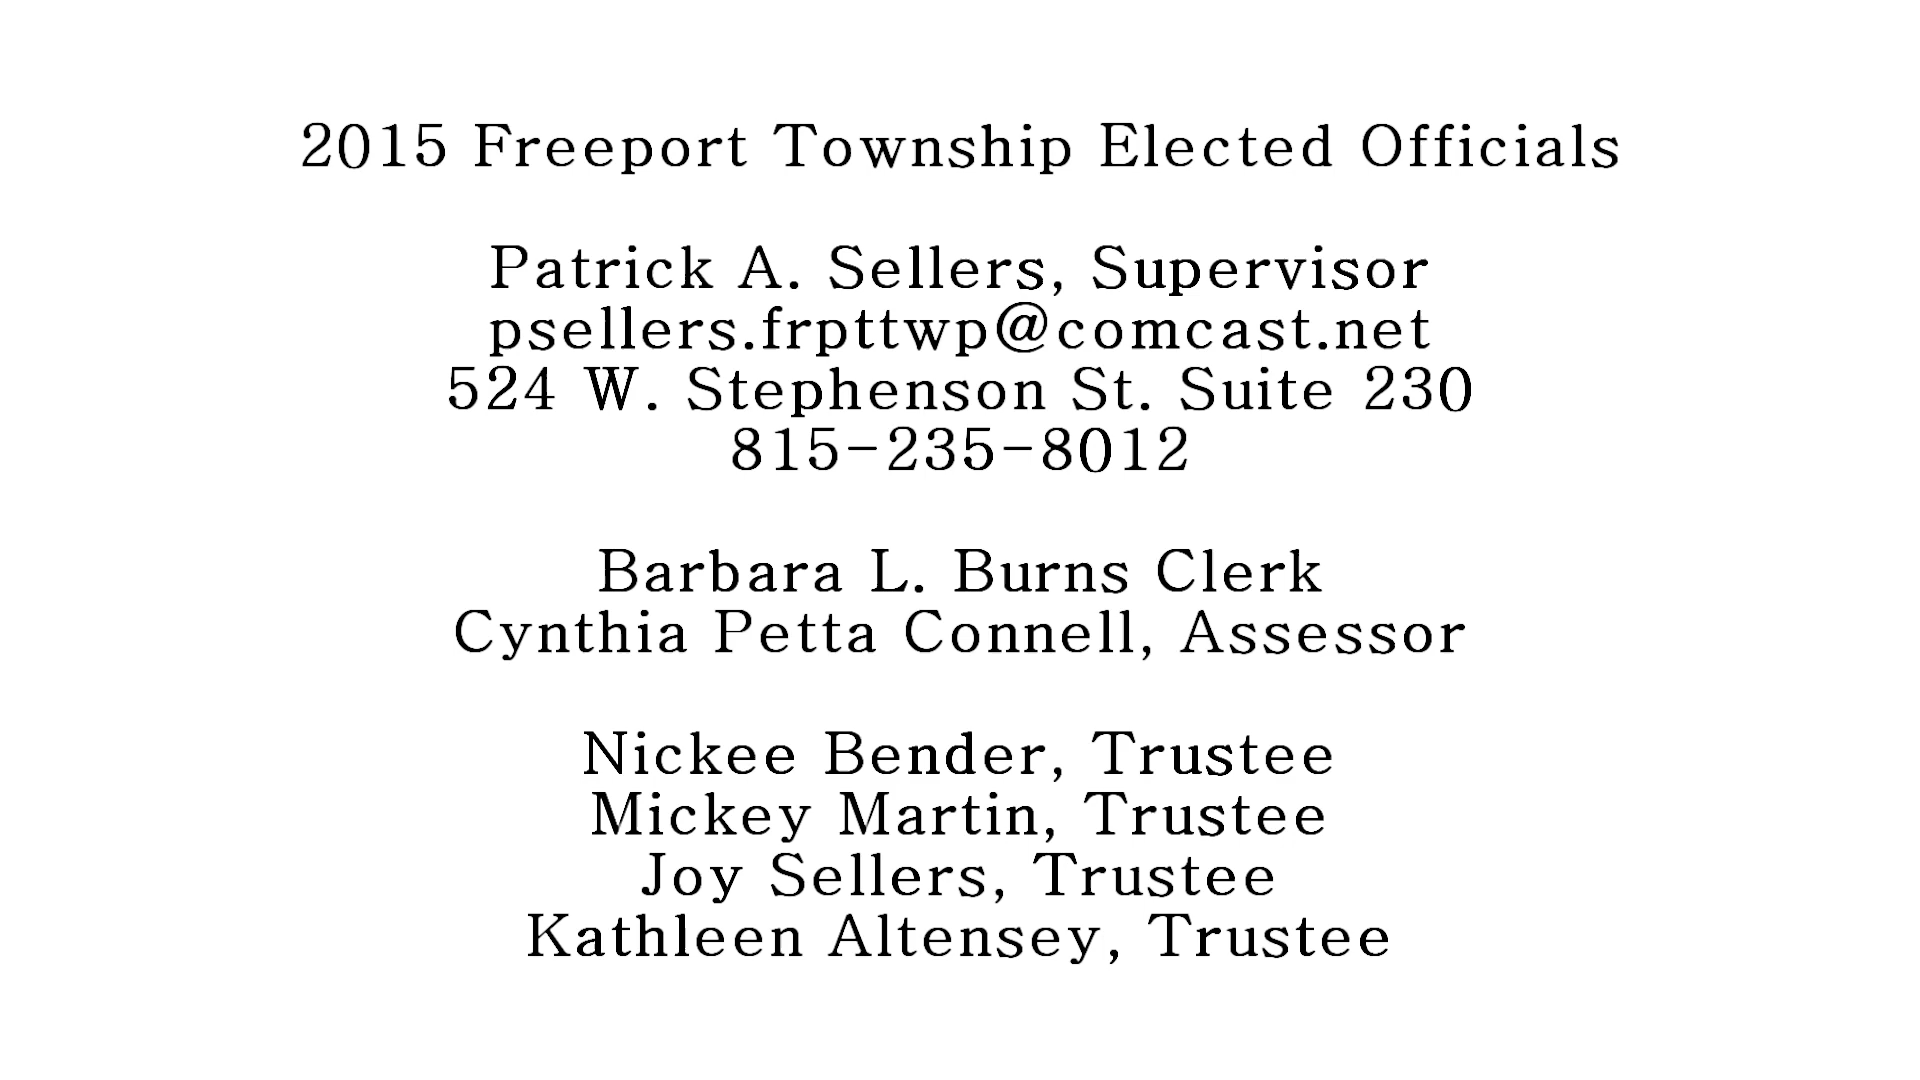 2015 Freeport Township Elected Officials
Patrick A. Sellers, Supervisor
psellers.frpttwp@comcast.net
524 W. Stephenson St. Suite 230
815-235-8012
Barbara L. Burns Clerk
Cynthia Petta Connell, Assessor
Nickee Bender, Trustee
Mickey Martin, Trustee
Joy Sellers, Trustee
Kathleen Altensey, Trustee